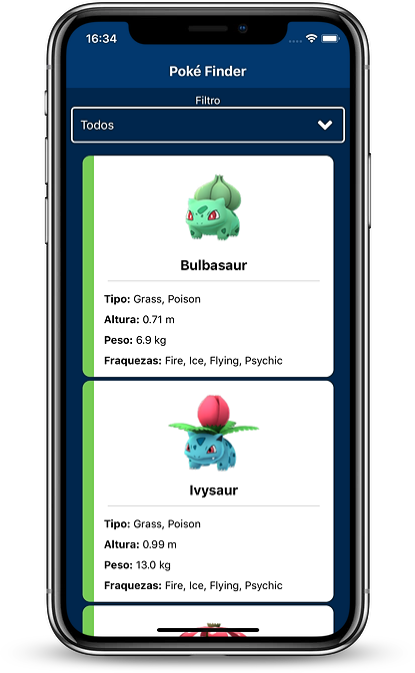 16:34
Poké Finder
Filtro
Todos
Bulbasaur
Tipo: Grass, Poison
Altura: 0.71 m
Peso: 6.9 kg
Fraquezas: Fire, Ice, Flying, Psychic
Ivysaur
Tipo: Grass, Poison
Altura: 0.99 m
Peso: 13.0 kg
Fraquezas: Fire, Ice, Flying, Psychic